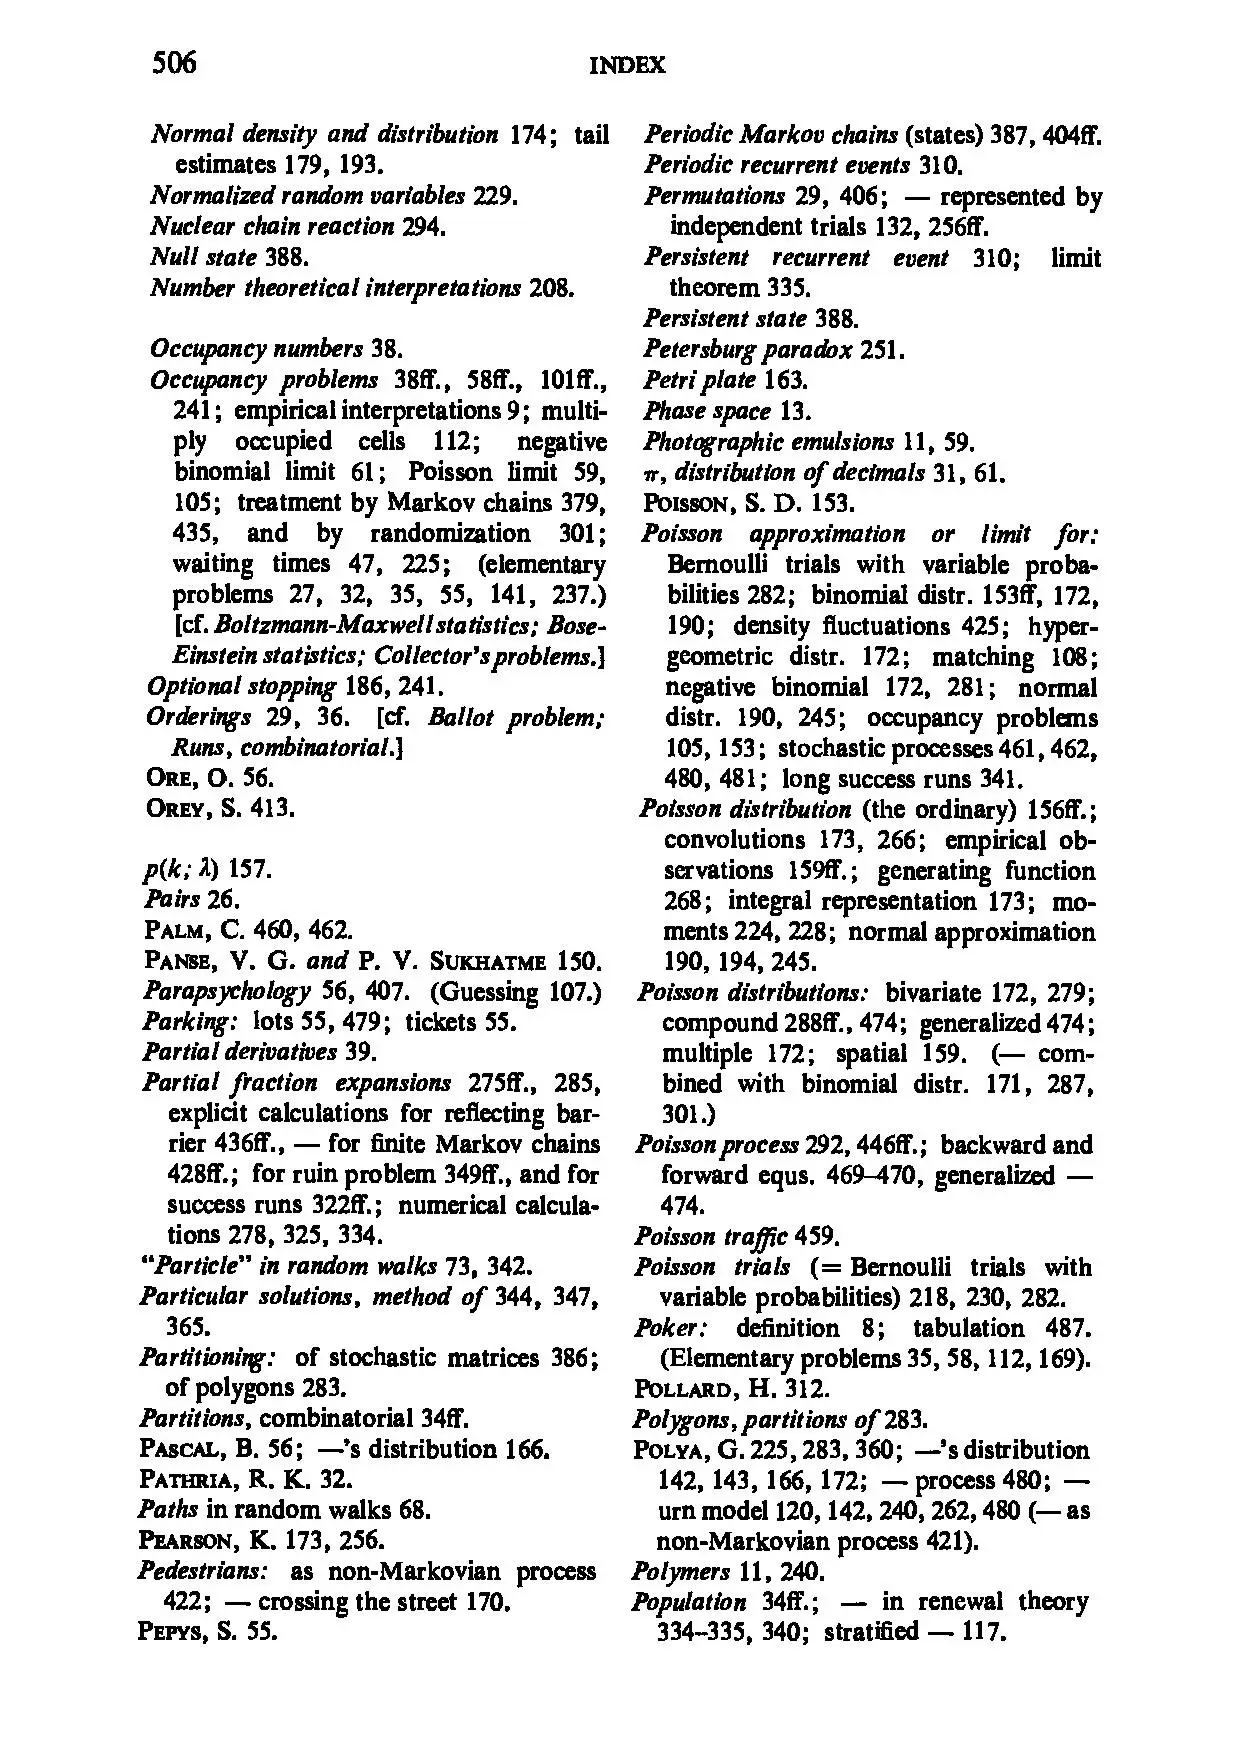 506
INDEX
Normal density and distribution 174; tail
estimates 179, 193.
Normalized random variables 229.
Nuclear chain reaction 294.
Null state 388.
Number theoretical interpretations 208.
Occupancy numbers 38.
Occupancy problems 38ff., 58ff., 101ff.,
241; empirical interpretations 9; multi-
ply occupied cells 112; negative
binomial limit 61; Poisson limit 59,
105; treatment by Markov chains 379,
435, and by randomization 301;
waiting times 47, 225; (elementary
problems 27, 32, 35, 55, 141, 237.)
[cf. Boltzmann-Maxwell statistics; Bose-
Einstein statistics; Collector's problems.]
Optional stopping 186, 241.
Orderings 29, 36. [cf. Ballot problem;
Runs, combinatorial.]
ORE, O. 56.
OREY, S. 413.
p(k; λ) 157.
Pairs 26.
PALM, C. 460, 462.
PANSE, V. G. and P. V. SUKHATME 150.
Parapsychology 56, 407. (Guessing 107.)
Parking: lots 55, 479; tickets 55.
Partial derivatives 39.
Partial fraction expansions 275ff., 285,
explicit calculations for reflecting bar-
rier 436ff., — for finite Markov chains
428ff.; for ruin problem 349ff., and for
success runs 322ff.; numerical calcula-
tions 278, 325, 334.
"Particle" in random walks 73, 342.
Particular solutions, method of 344, 347,
365.
Partitioning: of stochastic matrices 386;
of polygons 283.
Partitions, combinatorial 34ff.
PASCAL, B. 56; —'s distribution 166.
PATHRIA, R. K. 32.
Paths in random walks 68.
PEARSON, K. 173, 256.
Pedestrians: as non-Markovian process
422; — crossing the street 170.
PEPYS, S. 55.
Periodic Markov chains (states) 387, 404ff.
Periodic recurrent events 310.
Permutations 29, 406; — represented by
independent trials 132, 256ff.
Persistent recurrent event 310; limit
theorem 335.
Persistent state 388.
Petersburg paradox 251.
Petri plate 163.
Phase space 13.
Photographic emulsions 11, 59.
π, distribution of decimals 31, 61.
POISSON, S. D. 153.
Poisson approximation or limit for:
Bernoulli trials with variable proba-
bilities 282; binomial distr. 153ff, 172,
190; density fluctuations 425; hyper-
geometric distr. 172; matching 108;
negative binomial 172, 281; normal
distr. 190, 245; occupancy problems
105, 153; stochastic processes 461, 462,
480, 481; long success runs 341.
Poisson distribution (the ordinary) 156ff.;
convolutions 173, 266; empirical ob-
servations 159ff.; generating function
268; integral representation 173; mo-
ments 224, 228; normal approximation
190, 194, 245.
Poisson distributions: bivariate 172, 279;
compound 288ff., 474; generalized 474;
multiple 172; spatial 159. (— com-
bined with binomial distr. 171, 287,
301.)
Poisson process 292, 446ff.; backward and
forward equs. 469–470, generalized —
474.
Poisson traffic 459.
Poisson trials (= Bernoulli trials with
variable probabilities) 218, 230, 282.
Poker: definition 8; tabulation 487.
(Elementary problems 35, 58, 112, 169).
POLLARD, H. 312.
Polygons, partitions of 283.
POLYA, G. 225, 283, 360; —'s distribution
142, 143, 166, 172; — process 480; —
urn model 120, 142, 240, 262, 480 (— as
non-Markovian process 421).
Polymers 11, 240.
Population 34ff.; — in renewal theory
334–335, 340; stratified — 117.